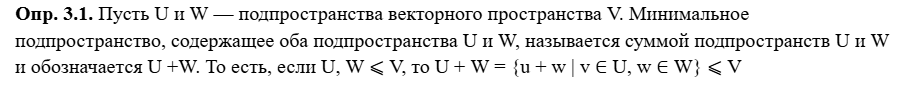 Опр. 3.1. Пусть U и W — подпространства векторного пространства V. Минимальное
подпространство, содержащее оба подпространства U и W, называется суммой подпространств U и W
и обозначается U +W. То есть, если U, W ⩽ V, то U + W = {u + w | v ∈ U, w ∈ W} ⩽ V